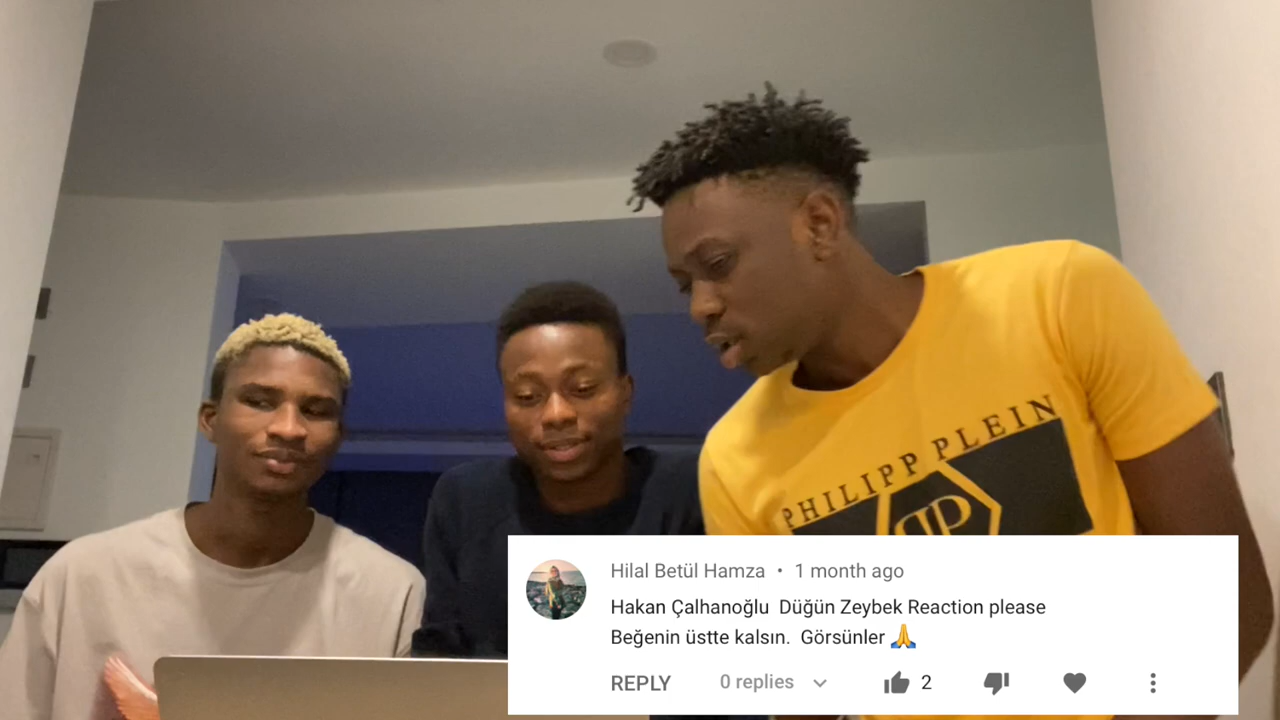 PHILIPP PLEIN
PP
Hilal Betül Hamza • 1 month ago
Hakan Çalhanoğlu Düğün Zeybek Reaction please
Beğenin üstte kalsın. Görsünler 🙏
REPLY 0 replies 2